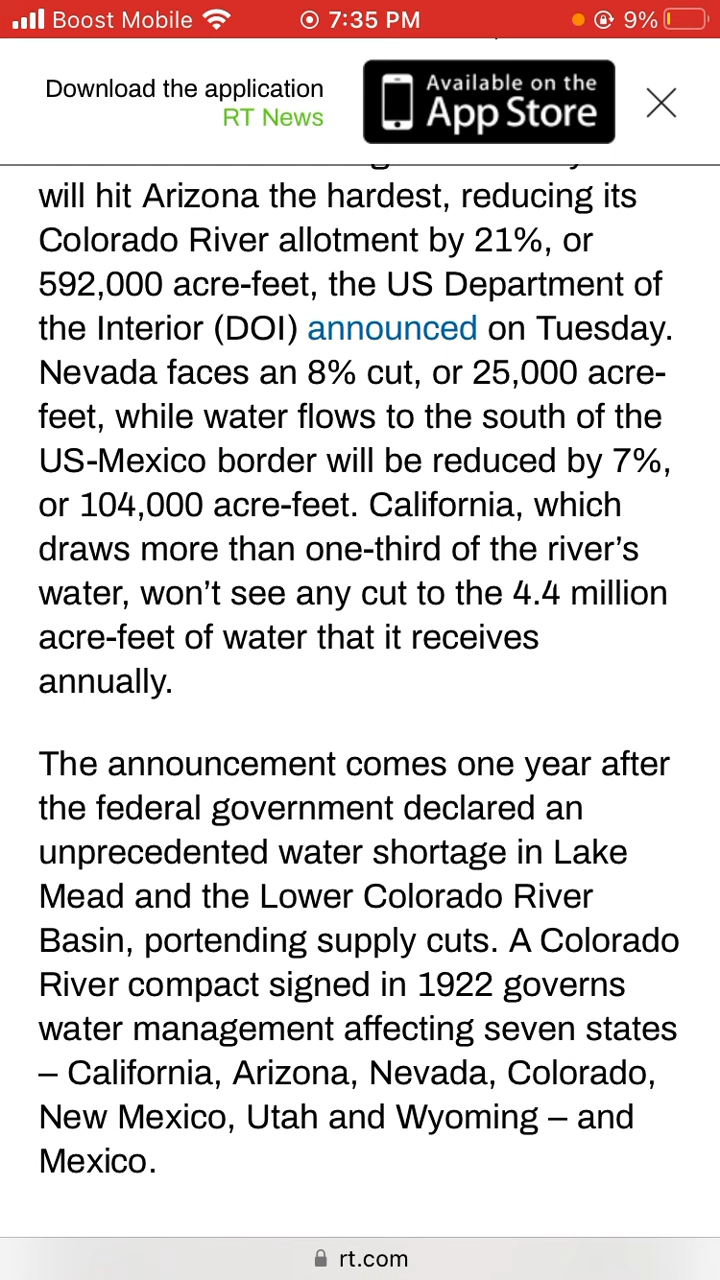 Boost Mobile 7:35 PM 9%
Download the application
RT News
Available on the
App Store
will hit Arizona the hardest, reducing its
Colorado River allotment by 21%, or
592,000 acre-feet, the US Department of
the Interior (DOI) announced on Tuesday.
Nevada faces an 8% cut, or 25,000 acre-
feet, while water flows to the south of the
US-Mexico border will be reduced by 7%,
or 104,000 acre-feet. California, which
draws more than one-third of the river’s
water, won’t see any cut to the 4.4 million
acre-feet of water that it receives
annually.
The announcement comes one year after
the federal government declared an
unprecedented water shortage in Lake
Mead and the Lower Colorado River
Basin, portending supply cuts. A Colorado
River compact signed in 1922 governs
water management affecting seven states
– California, Arizona, Nevada, Colorado,
New Mexico, Utah and Wyoming – and
Mexico.
rt.com